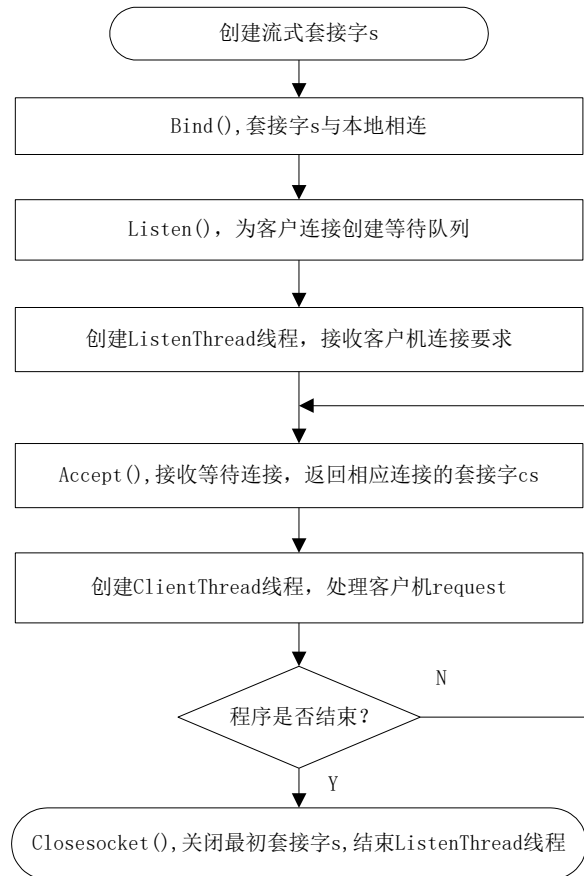 创建流式套接字s
Bind(),套接字s与本地相连
Listen(), 为客户连接创建等待队列
创建ListenThread线程, 接收客户机连接要求
Accept(),接收等待连接, 返回相应连接的套接字cs
创建ClientThread线程, 处理客户机request
N
程序是否结束?
Y
Closesocket(),关闭最初套接字s,结束ListenThread线程